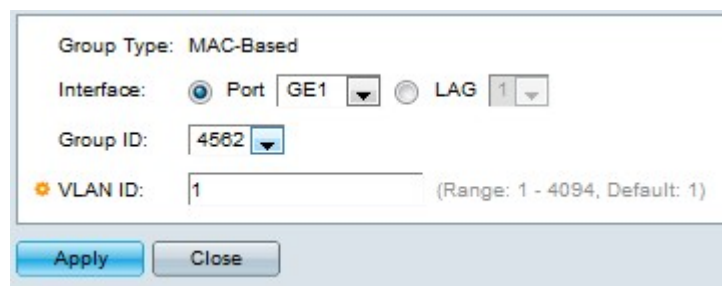 Group Type: MAC-Based
Interface: Port GE1 LAG 1
Group ID: 4562
VLAN ID: 1 (Range: 1 - 4094, Default: 1)
Apply Close